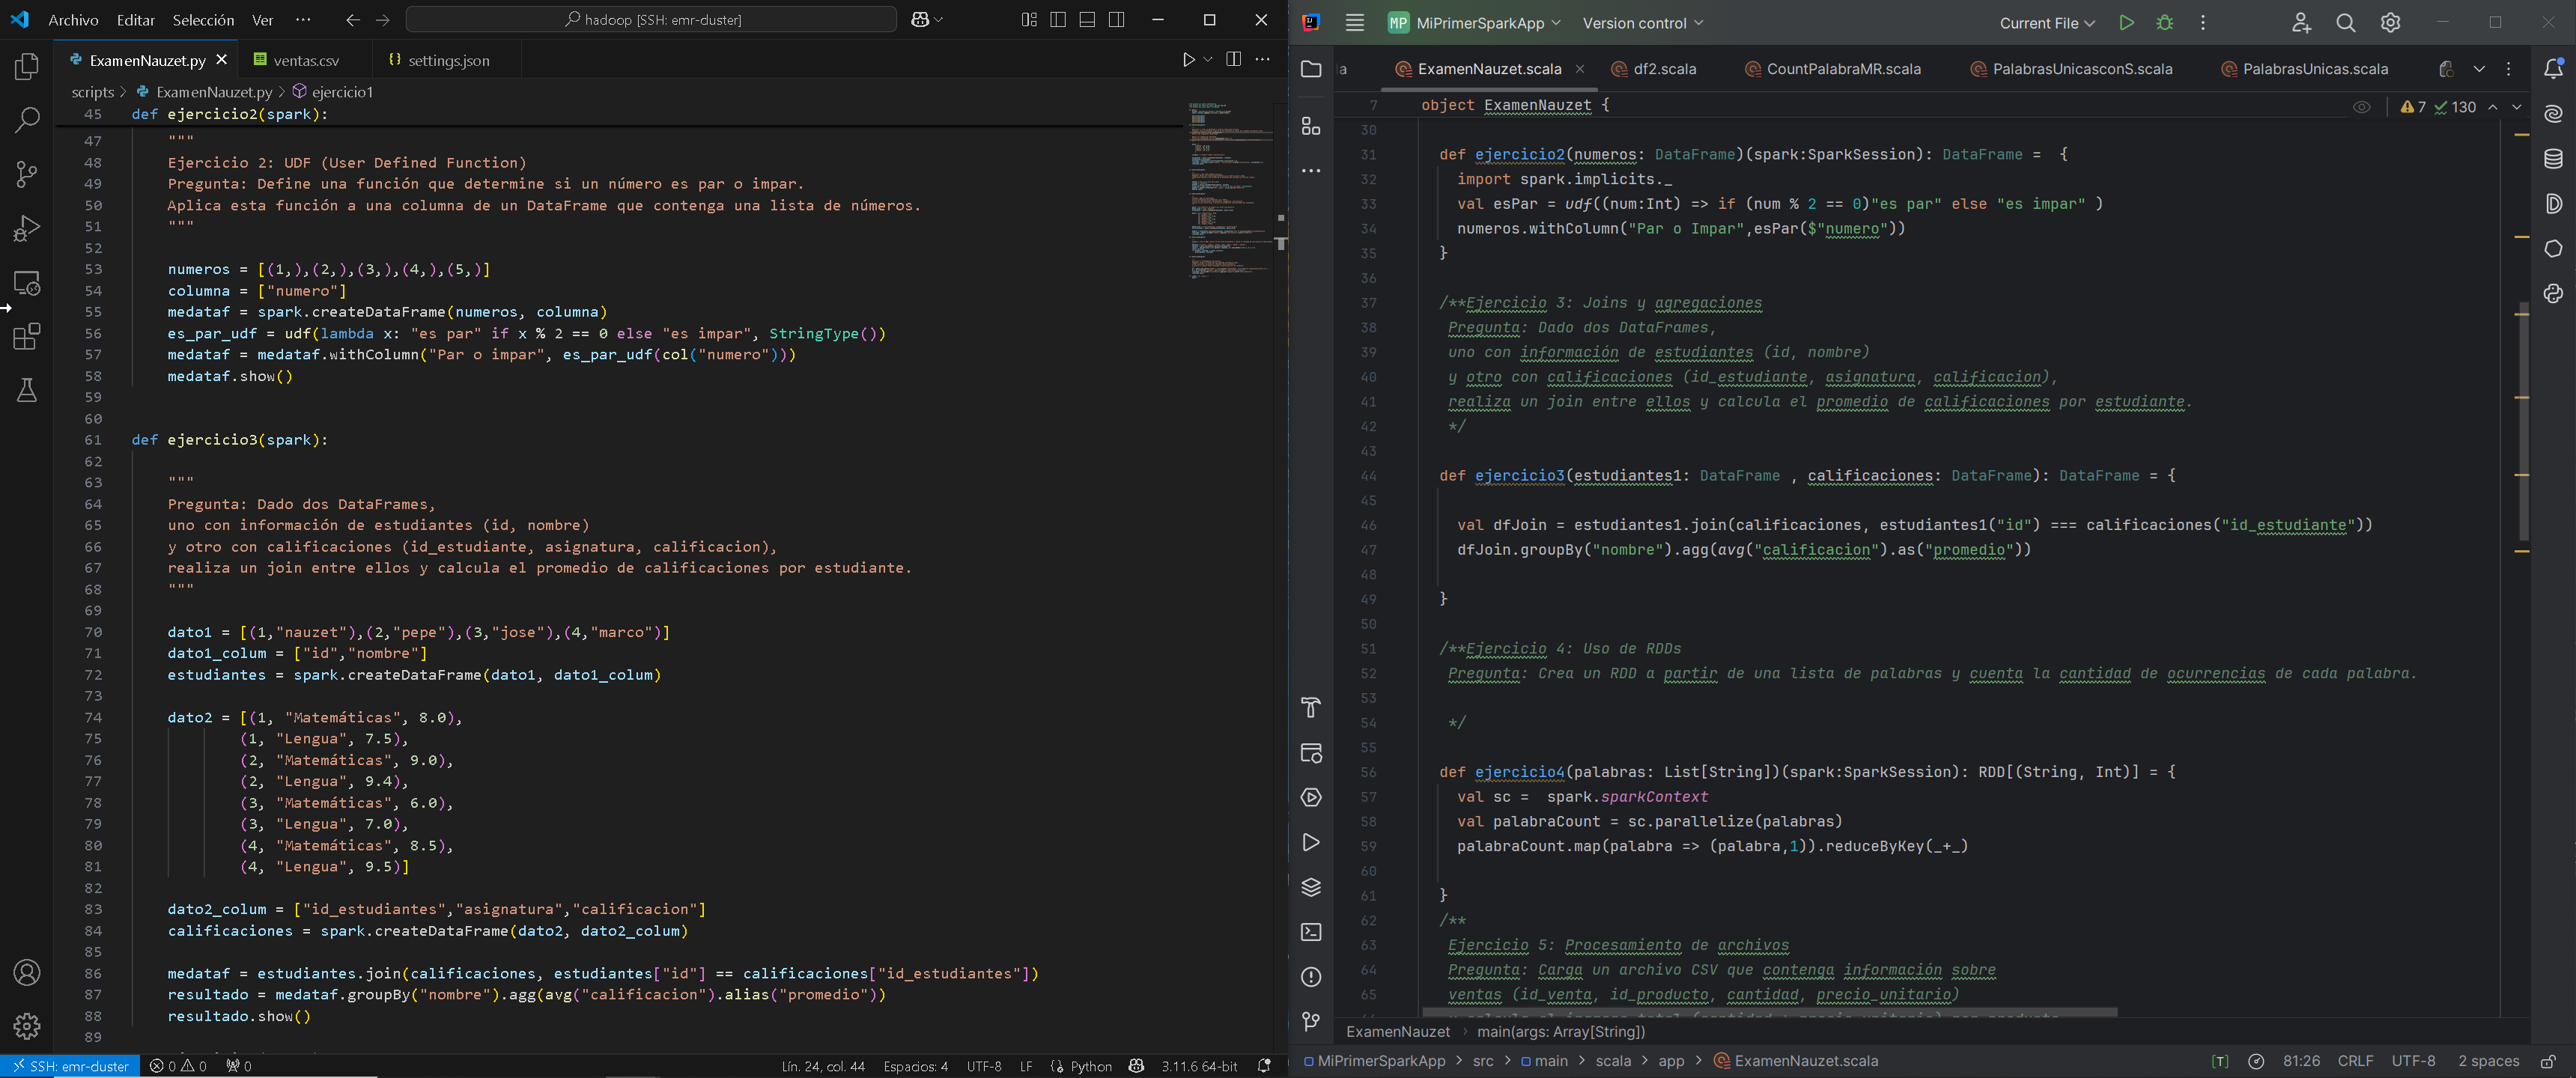 Archivo Editar Selección Ver ··· hadoop [SSH: emr-duster]
ExamenNauzet.py ventas.csv settings.json
scripts > ExamenNauzet.py > ejercicio1
45 def ejercicio2(spark):
47 """
48 Ejercicio 2: UDF (User Defined Function)
49 Pregunta: Define una función que determine si un número es par o impar.
50 Aplica esta función a una columna de un DataFrame que contenga una lista de números.
51 """
52
53 numeros = [(1,),(2,),(3,),(4,),(5,)]
54 columna = ["numero"]
55 medataf = spark.createDataFrame(numeros, columna)
56 es_par_udf = udf(lambda x: "es par" if x % 2 == 0 else "es impar", StringType())
57 medataf = medataf.withColumn("Par o impar", es_par_udf(col("numero")))
58 medataf.show()
59
60
61 def ejercicio3(spark):
62
63 """
64 Pregunta: Dado dos DataFrames,
65 uno con información de estudiantes (id, nombre)
66 y otro con calificaciones (id_estudiante, asignatura, calificacion),
67 realiza un join entre ellos y calcula el promedio de calificaciones por estudiante.
68 """
69
70 dato1 = [(1,"nauzet"),(2,"pepe"),(3,"jose"),(4,"marco")]
71 dato1_colum = ["id","nombre"]
72 estudiantes = spark.createDataFrame(dato1, dato1_colum)
73
74 dato2 = [(1, "Matemáticas", 8.0),
75 (1, "Lengua", 7.5),
76 (2, "Matemáticas", 9.0),
77 (2, "Lengua", 9.4),
78 (3, "Matemáticas", 6.0),
79 (3, "Lengua", 7.0),
80 (4, "Matemáticas", 8.5),
81 (4, "Lengua", 9.5)]
82
83 dato2_colum = ["id_estudiantes","asignatura","calificacion"]
84 calificaciones = spark.createDataFrame(dato2, dato2_colum)
85
86 medataf = estudiantes.join(calificaciones, estudiantes["id"] == calificaciones["id_estudiantes"])
87 resultado = medataf.groupBy("nombre").agg(avg("calificacion").alias("promedio"))
88 resultado.show()
89
SSH: emr-duster 0 0 0 Lín. 24, col. 44 Espacios: 4 UTF-8 LF Python 3.11.6 64-bit
MP MiPrimerSparkApp Version control Current File
la ExamenNauzet.scala df2.scala CountPalabraMR.scala PalabrasUnicasconS.scala PalabrasUnicas.scala
7 object ExamenNauzet { 7 130
30
31 def ejercicio2(numeros: DataFrame)(spark:SparkSession): DataFrame = {
32 import spark.implicits._
33 val esPar = udf((num:Int) => if (num % 2 == 0)"es par" else "es impar" )
34 numeros.withColumn("Par o Impar",esPar($"numero"))
35 }
36
37 /**Ejercicio 3: Joins y agregaciones
38 Pregunta: Dado dos DataFrames,
39 uno con información de estudiantes (id, nombre)
40 y otro con calificaciones (id_estudiante, asignatura, calificacion),
41 realiza un join entre ellos y calcula el promedio de calificaciones por estudiante.
42 */
43
44 def ejercicio3(estudiantes1: DataFrame , calificaciones: DataFrame): DataFrame = {
45
46 val dfJoin = estudiantes1.join(calificaciones, estudiantes1("id") === calificaciones("id_estudiante"))
47 dfJoin.groupBy("nombre").agg(avg("calificacion").as("promedio"))
48
49 }
50
51 /**Ejercicio 4: Uso de RDDs
52 Pregunta: Crea un RDD a partir de una lista de palabras y cuenta la cantidad de ocurrencias de cada palabra.
53
54 */
55
56 def ejercicio4(palabras: List[String])(spark:SparkSession): RDD[(String, Int)] = {
57 val sc = spark.sparkContext
58 val palabraCount = sc.parallelize(palabras)
59 palabraCount.map(palabra => (palabra,1)).reduceByKey(_+_)
60
61 }
62 /**
63 Ejercicio 5: Procesamiento de archivos
64 Pregunta: Carga un archivo CSV que contenga información sobre
65 ventas (id_venta, id_producto, cantidad, precio_unitario)
ExamenNauzet > main(args: Array[String])
MiPrimerSparkApp > src > main > scala > app > ExamenNauzet.scala 81:26 CRLF UTF-8 2 spaces